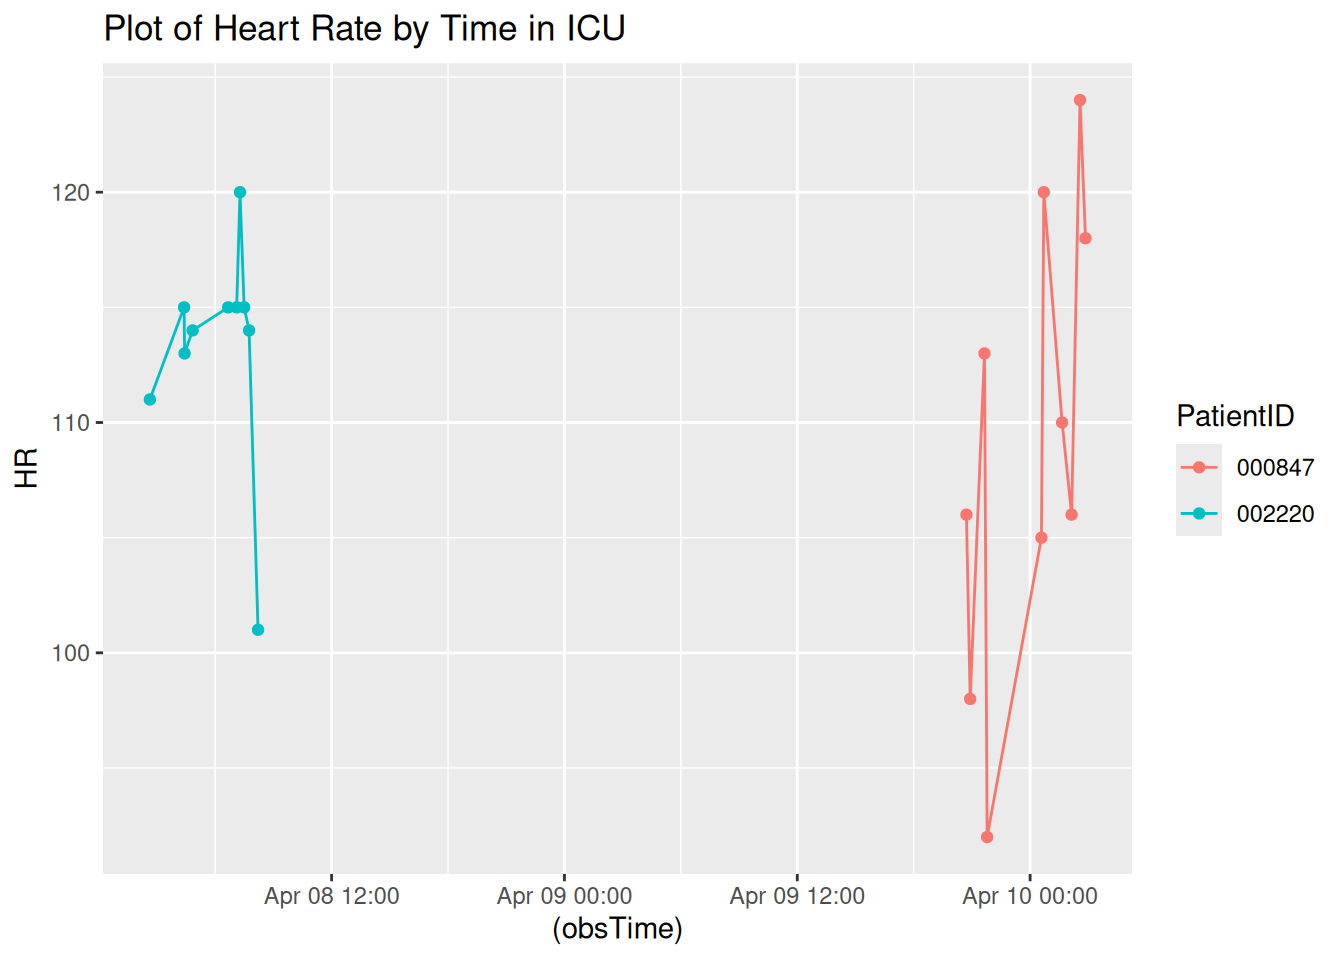 Plot of Heart Rate by Time in ICU
120
110
100
HR
Apr 08 12:00
Apr 09 00:00
Apr 09 12:00
Apr 10 00:00
(obsTime)
PatientID
000847
002220